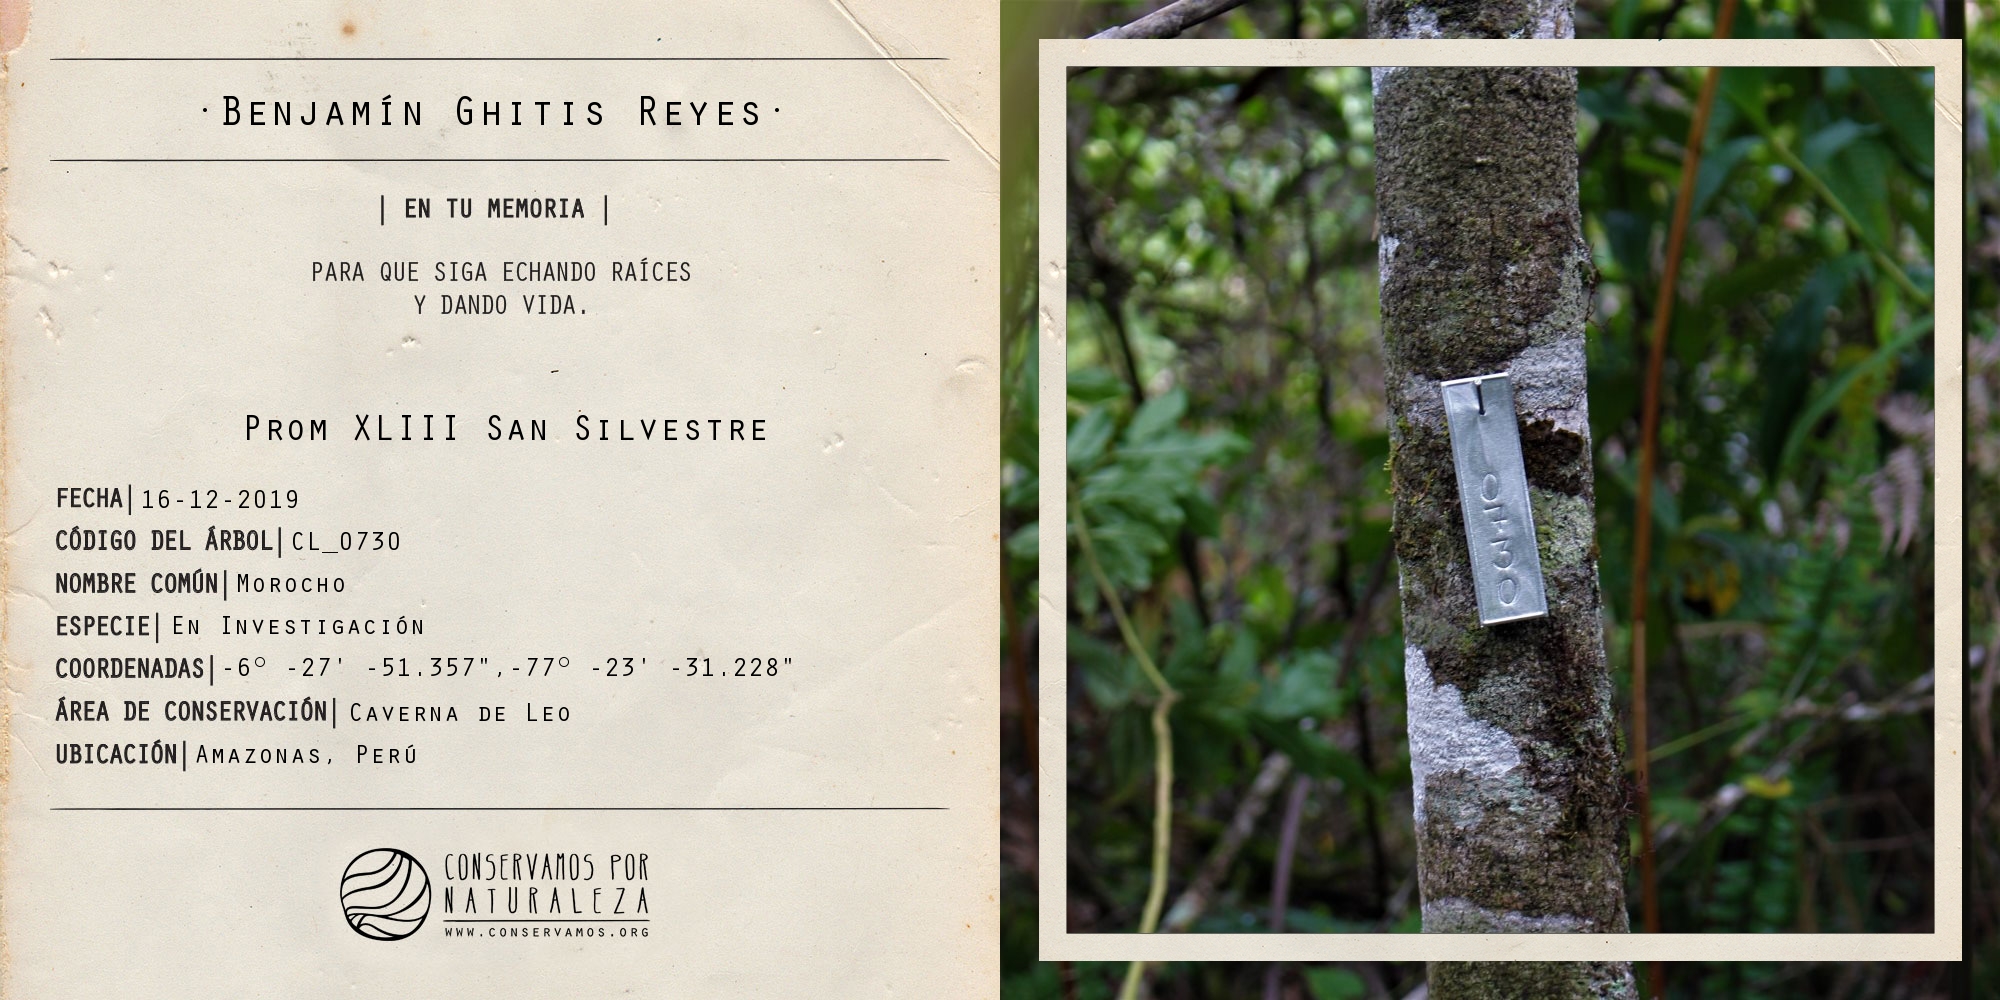 · Benjamín Ghitis Reyes ·
| EN TU MEMORIA |
PARA QUE SIGA ECHANDO RAÍCES
Y DANDO VIDA.
Prom XLIII San Silvestre
FECHA| 16-12-2019
CÓDIGO DEL ÁRBOL| CL_0730
NOMBRE COMÚN| Morocho
ESPECIE| En Investigación
COORDENADAS| -6° -27' -51.357",-77° -23' -31.228"
ÁREA DE CONSERVACIÓN| Caverna de Leo
UBICACIÓN| Amazonas, Perú
CONSERVAMOS POR
NATURALEZA
WWW.CONSERVAMOS.ORG
0730